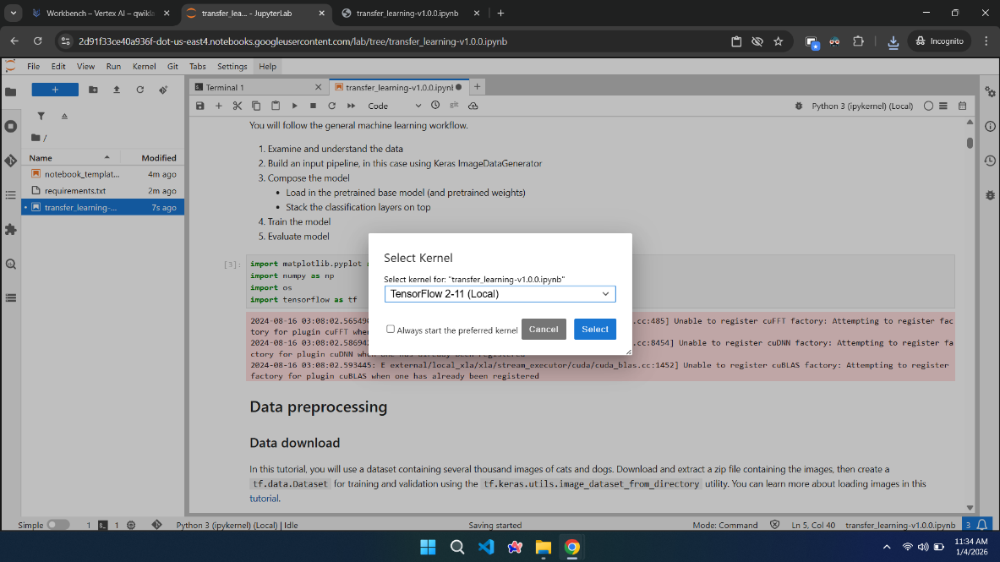 Workbench – Vertex AI – qwikla
transfer_lea... - JupyterLab
transfer_learning-v1.0.0.ipynb
2d91f33ce40a936f-dot-us-east4.notebooks.googleusercontent.com/lab/tree/transfer_learning-v1.0.0.ipynb
Incognito
File Edit View Run Kernel Git Tabs Settings Help
Terminal 1
transfer_learning-v1.0.0.ipynb
Code
git
Python 3 (ipykernel) (Local)
/
Name Modified
notebook_templat... 4m ago
requirements.txt 2m ago
transfer_learning-... 7s ago
You will follow the general machine learning workflow.
1. Examine and understand the data
2. Build an input pipeline, in this case using Keras ImageDataGenerator
3. Compose the model
• Load in the pretrained base model (and pretrained weights)
• Stack the classification layers on top
4. Train the model
5. Evaluate model
[3]: import matplotlib.pyplot
import numpy as np
import os
import tensorflow as tf
Select Kernel
Select kernel for: "transfer_learning-v1.0.0.ipynb"
TensorFlow 2-11 (Local)
Always start the preferred kernel
Cancel
Select
2024-08-16 03:08:02.56549 cc:485] Unable to register cuFFT factory: Attempting to register fac
tory for plugin cuFFT whe
2024-08-16 03:08:02.58694 cc:8454] Unable to register cuDNN factory: Attempting to register fa
ctory for plugin cuDNN when one has already been registered
2024-08-16 03:08:02.593445: E external/local_xla/xla/stream_executor/cuda/cuda_blas.cc:1452] Unable to register cuBLAS factory: Attempting to register
factory for plugin cuBLAS when one has already been registered
Data preprocessing
Data download
In this tutorial, you will use a dataset containing several thousand images of cats and dogs. Download and extract a zip file containing the images, then create a
tf.data.Dataset for training and validation using the tf.keras.utils.image_dataset_from_directory utility. You can learn more about loading images in this
tutorial.
Simple 1 1 Python 3 (ipykernel) (Local) | Idle
Saving started
Mode: Command
Ln 5, Col 40
transfer_learning-v1.0.0.ipynb
3
11:34 AM
1/4/2026